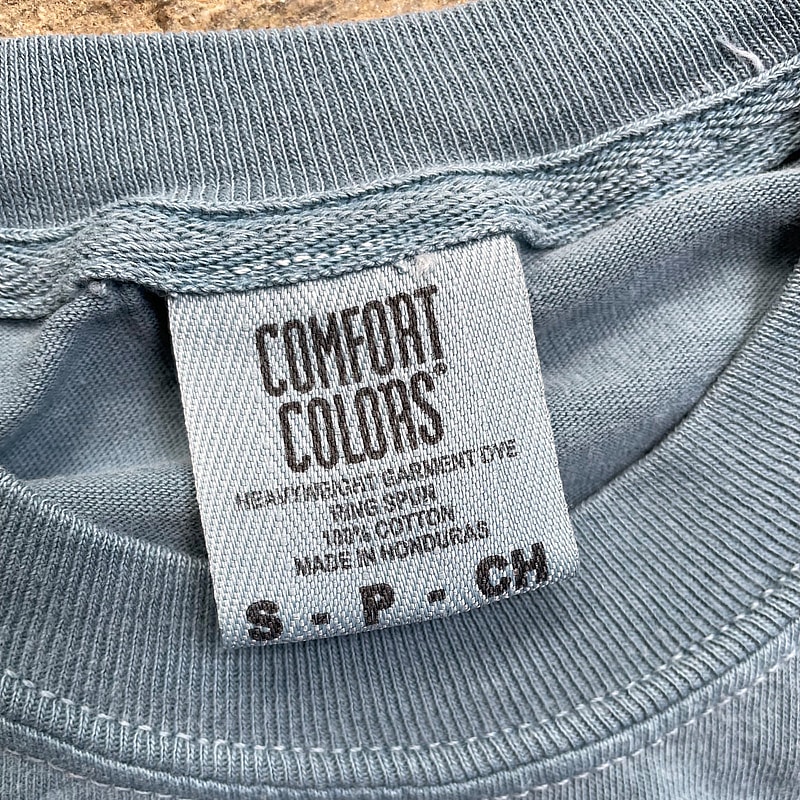 COMFORT
COLORS®
HEAVYWEIGHT GARMENT DYE
RING SPUN
100% COTTON
MADE IN HONDURAS
S - P - CH